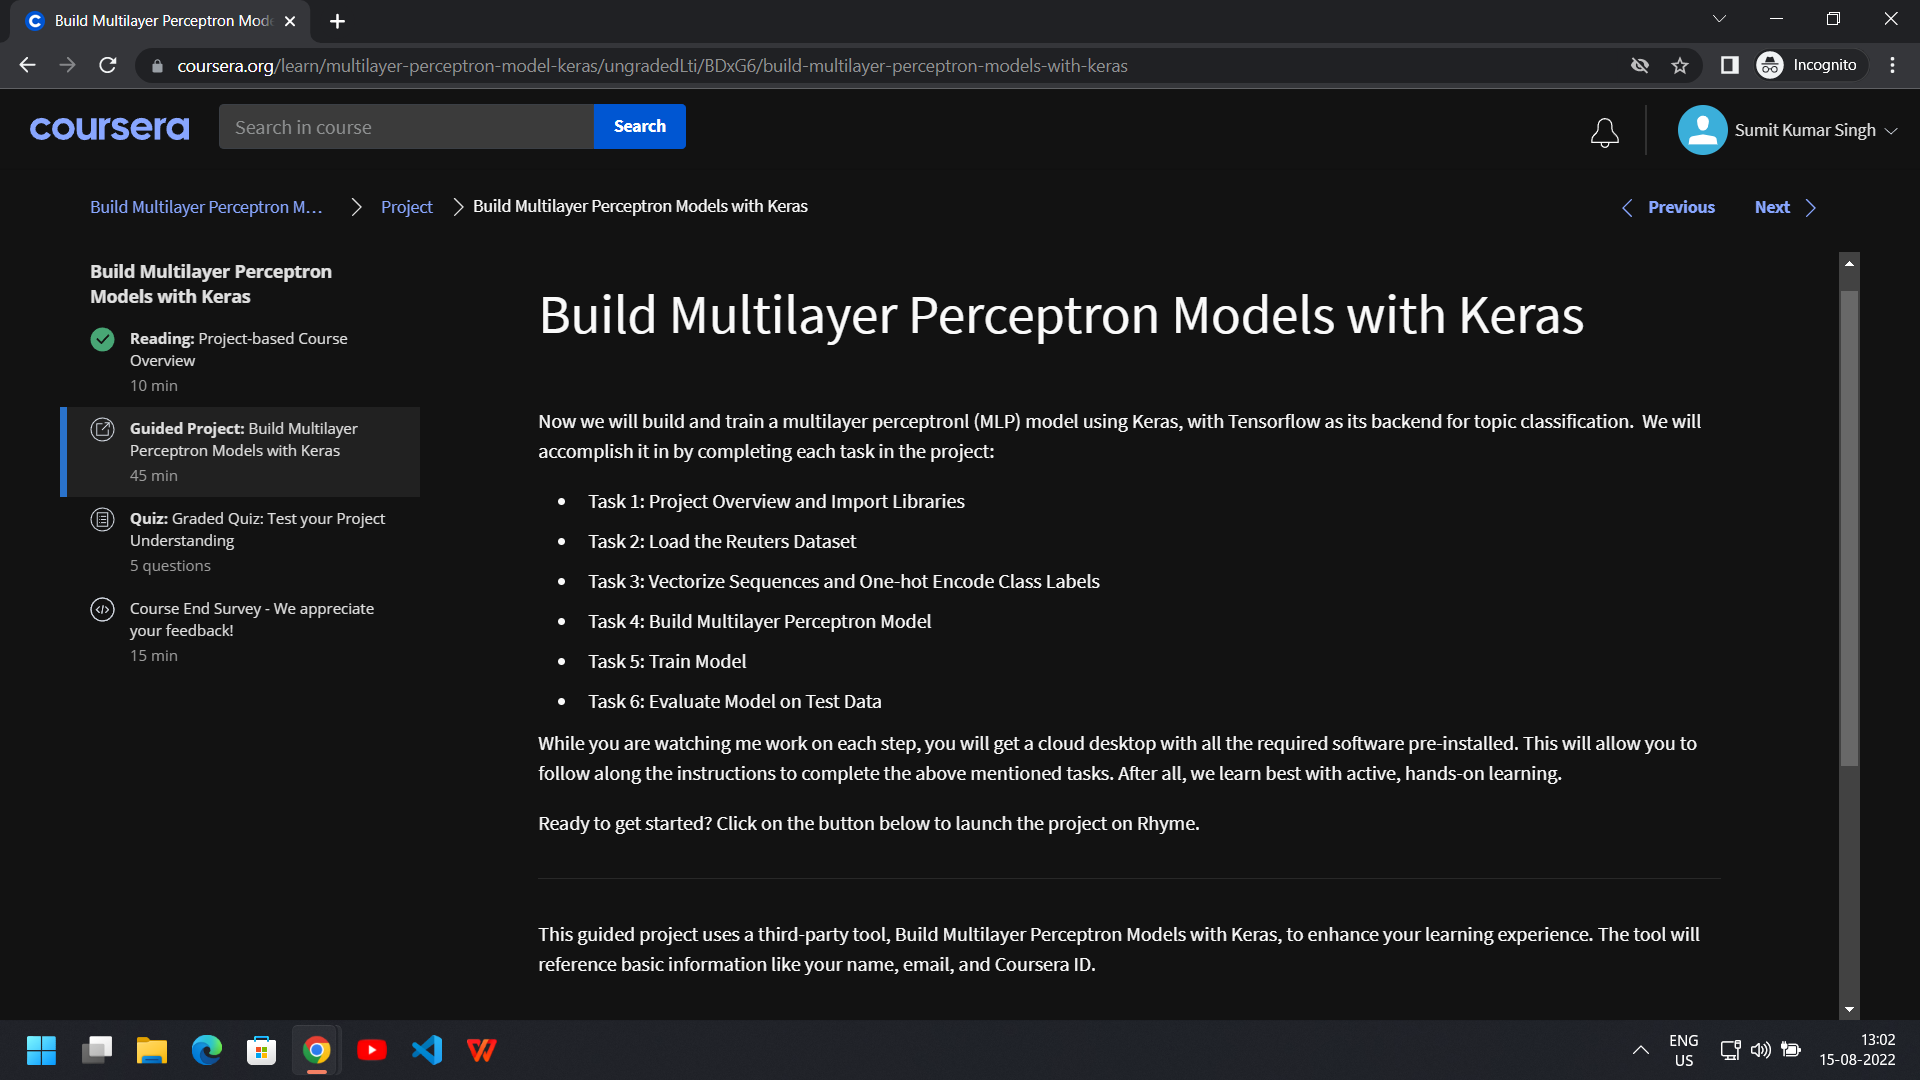 Build Multilayer Perceptron Mode
coursera.org/learn/multilayer-perceptron-model-keras/ungradedLti/BDxG6/build-multilayer-perceptron-models-with-keras
Incognito
coursera
Search in course
Search
Sumit Kumar Singh
Build Multilayer Perceptron M...
Project
Build Multilayer Perceptron Models with Keras
Previous
Next
Build Multilayer Perceptron
Models with Keras
Reading: Project-based Course
Overview
10 min
Guided Project: Build Multilayer
Perceptron Models with Keras
45 min
Quiz: Graded Quiz: Test your Project
Understanding
5 questions
Course End Survey - We appreciate
your feedback!
15 min
Build Multilayer Perceptron Models with Keras
Now we will build and train a multilayer perceptronl (MLP) model using Keras, with Tensorflow as its backend for topic classification. We will
accomplish it in by completing each task in the project:
• Task 1: Project Overview and Import Libraries
• Task 2: Load the Reuters Dataset
• Task 3: Vectorize Sequences and One-hot Encode Class Labels
• Task 4: Build Multilayer Perceptron Model
• Task 5: Train Model
• Task 6: Evaluate Model on Test Data
While you are watching me work on each step, you will get a cloud desktop with all the required software pre-installed. This will allow you to
follow along the instructions to complete the above mentioned tasks. After all, we learn best with active, hands-on learning.
Ready to get started? Click on the button below to launch the project on Rhyme.
This guided project uses a third-party tool, Build Multilayer Perceptron Models with Keras, to enhance your learning experience. The tool will
reference basic information like your name, email, and Coursera ID.
ENG
US
13:02
15-08-2022